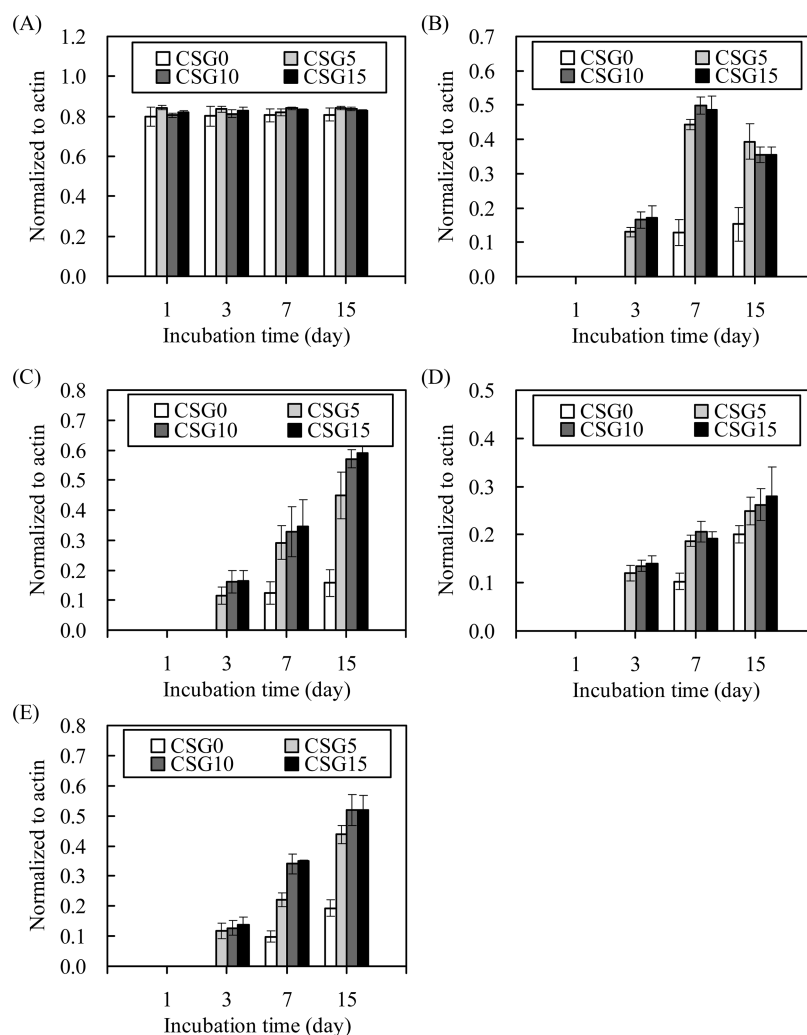 (A)
1.2
1.0
0.8
0.6
0.4
0.2
0.0
Normalized to actin
CSG0 CSG5
CSG10 CSG15
1 3 7 15
Incubation time (day)
(B)
0.7
0.6
0.5
0.4
0.3
0.2
0.1
0.0
Normalized to actin
CSG0 CSG5
CSG10 CSG15
1 3 7 15
Incubation time (day)
(C)
0.8
0.7
0.6
0.5
0.4
0.3
0.2
0.1
0.0
Normalized to actin
CSG0 CSG5
CSG10 CSG15
1 3 7 15
Incubation time (day)
(D)
0.5
0.4
0.3
0.2
0.1
0.0
Normalized to actin
CSG0 CSG5
CSG10 CSG15
1 3 7 15
Incubation time (day)
(E)
0.8
0.7
0.6
0.5
0.4
0.3
0.2
0.1
0.0
Normalized to actin
CSG0 CSG5
CSG10 CSG15
1 3 7 15
Incubation time (day)